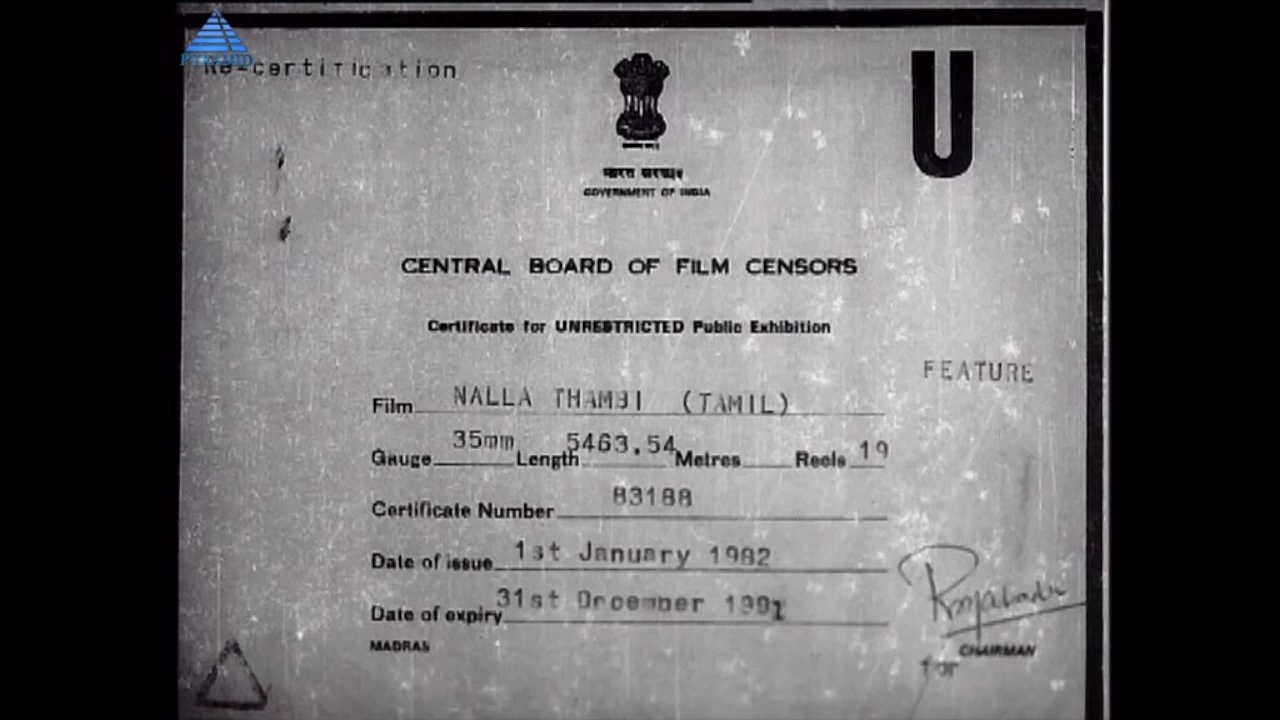 PYRAMID
Re-certification
U
भारत सरकार
GOVERNMENT OF INDIA
CENTRAL BOARD OF FILM CENSORS
Certificate for UNRESTRICTED Public Exhibition
FEATURE
Film NALLA THAMBI (TAMIL)
Gauge 35mm Length 5463.54 Metres Reels 19
Certificate Number 83188
Date of issue 1st January 1982
Date of expiry 31st December 1991
MADRAS
CHAIRMAN
for